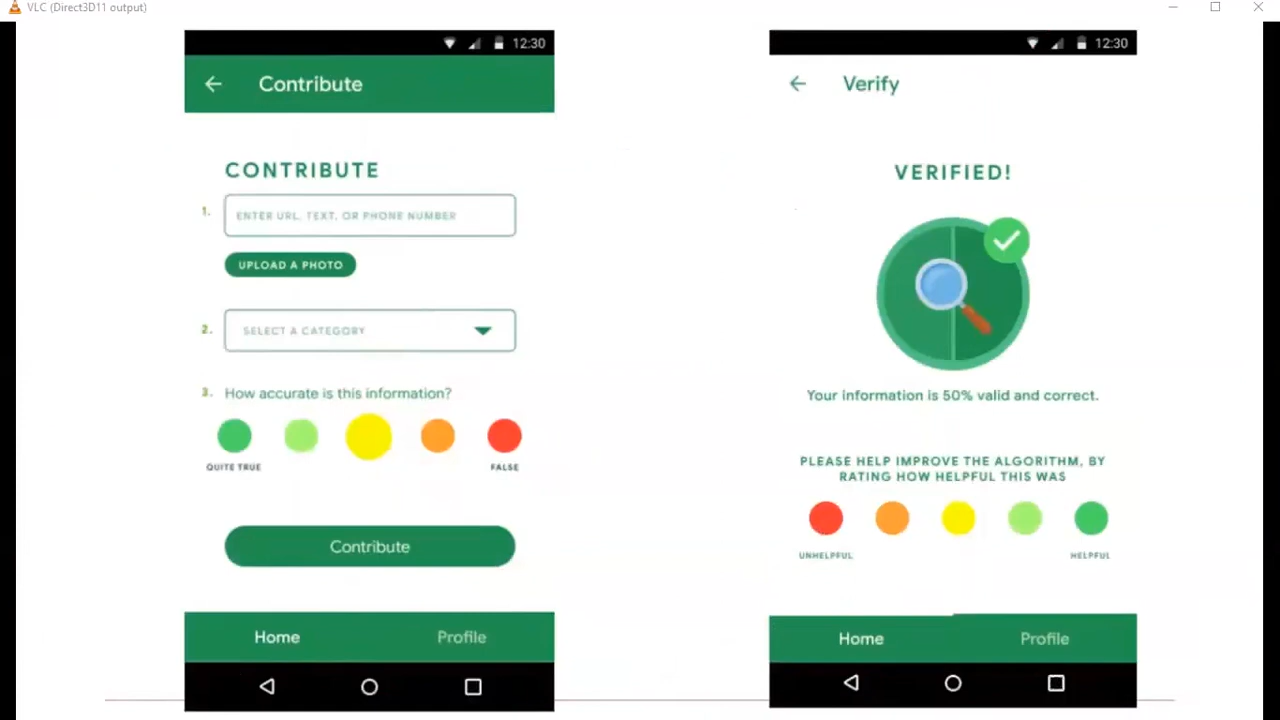 VLC (Direct3D11 output)
12:30
Contribute
CONTRIBUTE
1.
ENTER URL, TEXT, OR PHONE NUMBER
UPLOAD A PHOTO
2.
SELECT A CATEGORY
3.
How accurate is this information?
QUITE TRUE
FALSE
Contribute
Home
Profile
12:30
Verify
VERIFIED!
Your information is 50% valid and correct.
PLEASE HELP IMPROVE THE ALGORITHM, BY
RATING HOW HELPFUL THIS WAS
UNHELPFUL
HELPFUL
Home
Profile